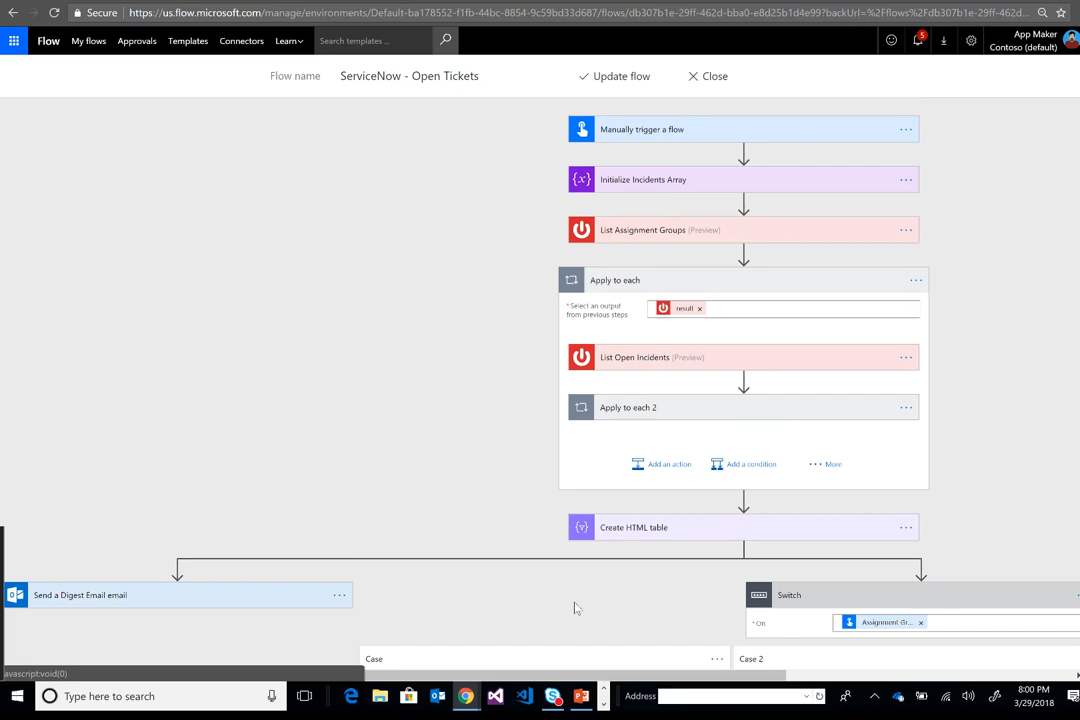 Secure https://us.flow.microsoft.com/manage/environments/Default-ba178552-f1fb-44bc-8854-9c59bd33d687/flows/db307b1e-29ff-462d-bba0-e8d25b1d4e99?backUrl=%2Fflows%2Fdb307b1e-29ff-462d...
Flow My flows Approvals Templates Connectors Learn Search templates ... 5 App Maker
Contoso (default)
Flow name ServiceNow - Open Tickets Update flow Close
Manually trigger a flow
{x} Initialize Incidents Array
List Assignment Groups (Preview)
Apply to each
*Select an output
from previous steps
result x
List Open Incidents (Preview)
Apply to each 2
Add an action Add a condition More
Create HTML table
Send a Digest Email email
Switch
*On Assignment Gr... x
Case
Case 2
avascript:void(0)
Type here to search
Address
8:00 PM
3/29/2018